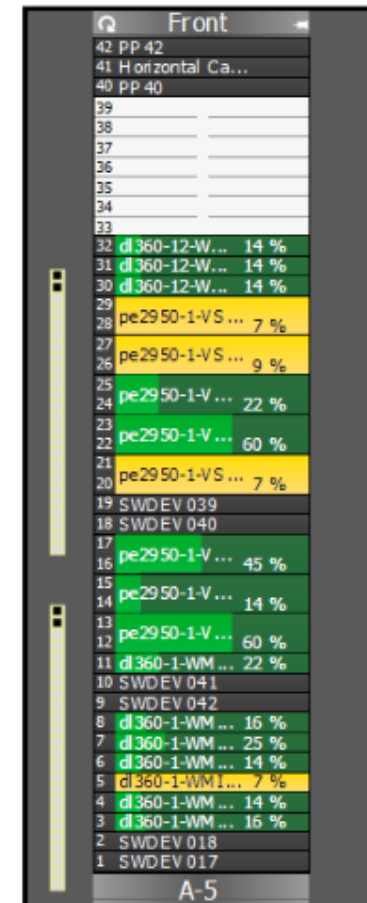 Front
42 PP 42
41 Horizontal Ca...
40 PP 40
39
38
37
36
35
34
33
32 dl360-12-W... 14 %
31 dl360-12-W... 14 %
30 dl360-12-W... 14 %
29
28 pe2950-1-VS ... 7 %
27
26 pe2950-1-VS ... 9 %
25
24 pe2950-1-V ... 22 %
23
22 pe2950-1-V ... 60 %
21
20 pe2950-1-VS ... 7 %
19 SWDEV 039
18 SWDEV 040
17
16 pe2950-1-V ... 45 %
15
14 pe2950-1-V ... 14 %
13
12 pe2950-1-V ... 60 %
11 dl360-1-WM ... 22 %
10 SWDEV 041
9 SWDEV 042
8 dl360-1-WM ... 16 %
7 dl360-1-WM ... 25 %
6 dl360-1-WM ... 14 %
5 dl360-1-WMI... 7 %
4 dl360-1-WM ... 14 %
3 dl360-1-WM ... 16 %
2 SWDEV 018
1 SWDEV 017
A-5